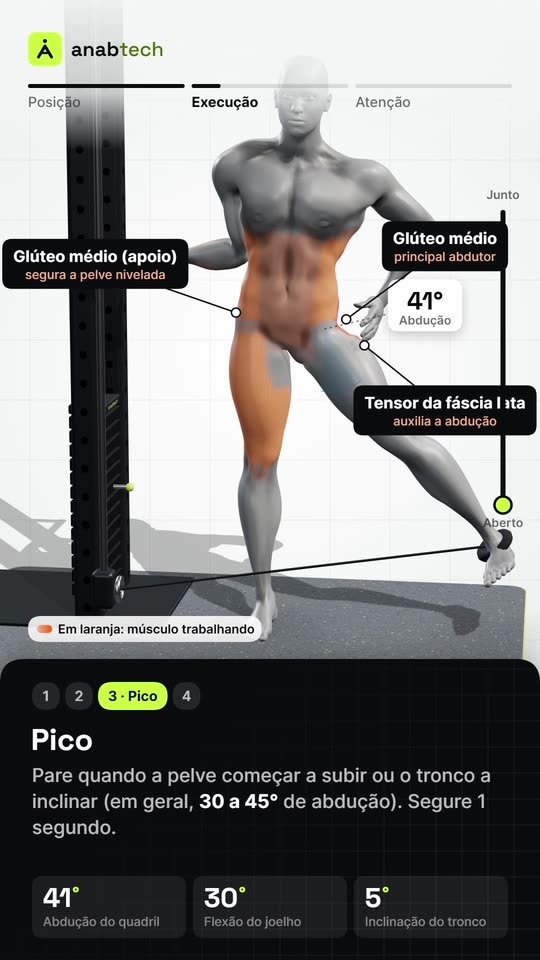 anabtech
Posição
Execução
Atenção
Junto
Glúteo médio
principal abdutor
Glúteo médio (apoio)
segura a pelve nivelada
41°
Abdução
Tensor da fáscia lata
auxilia a abdução
Aberto
Em laranja: músculo trabalhando
1
2
3 · Pico
4
Pico
Pare quando a pelve começar a subir ou o tronco a
inclinar (em geral, 30 a 45° de abdução). Segure 1
segundo.
41° 30° 5°
Abdução do quadril Flexão do joelho Inclinação do tronco